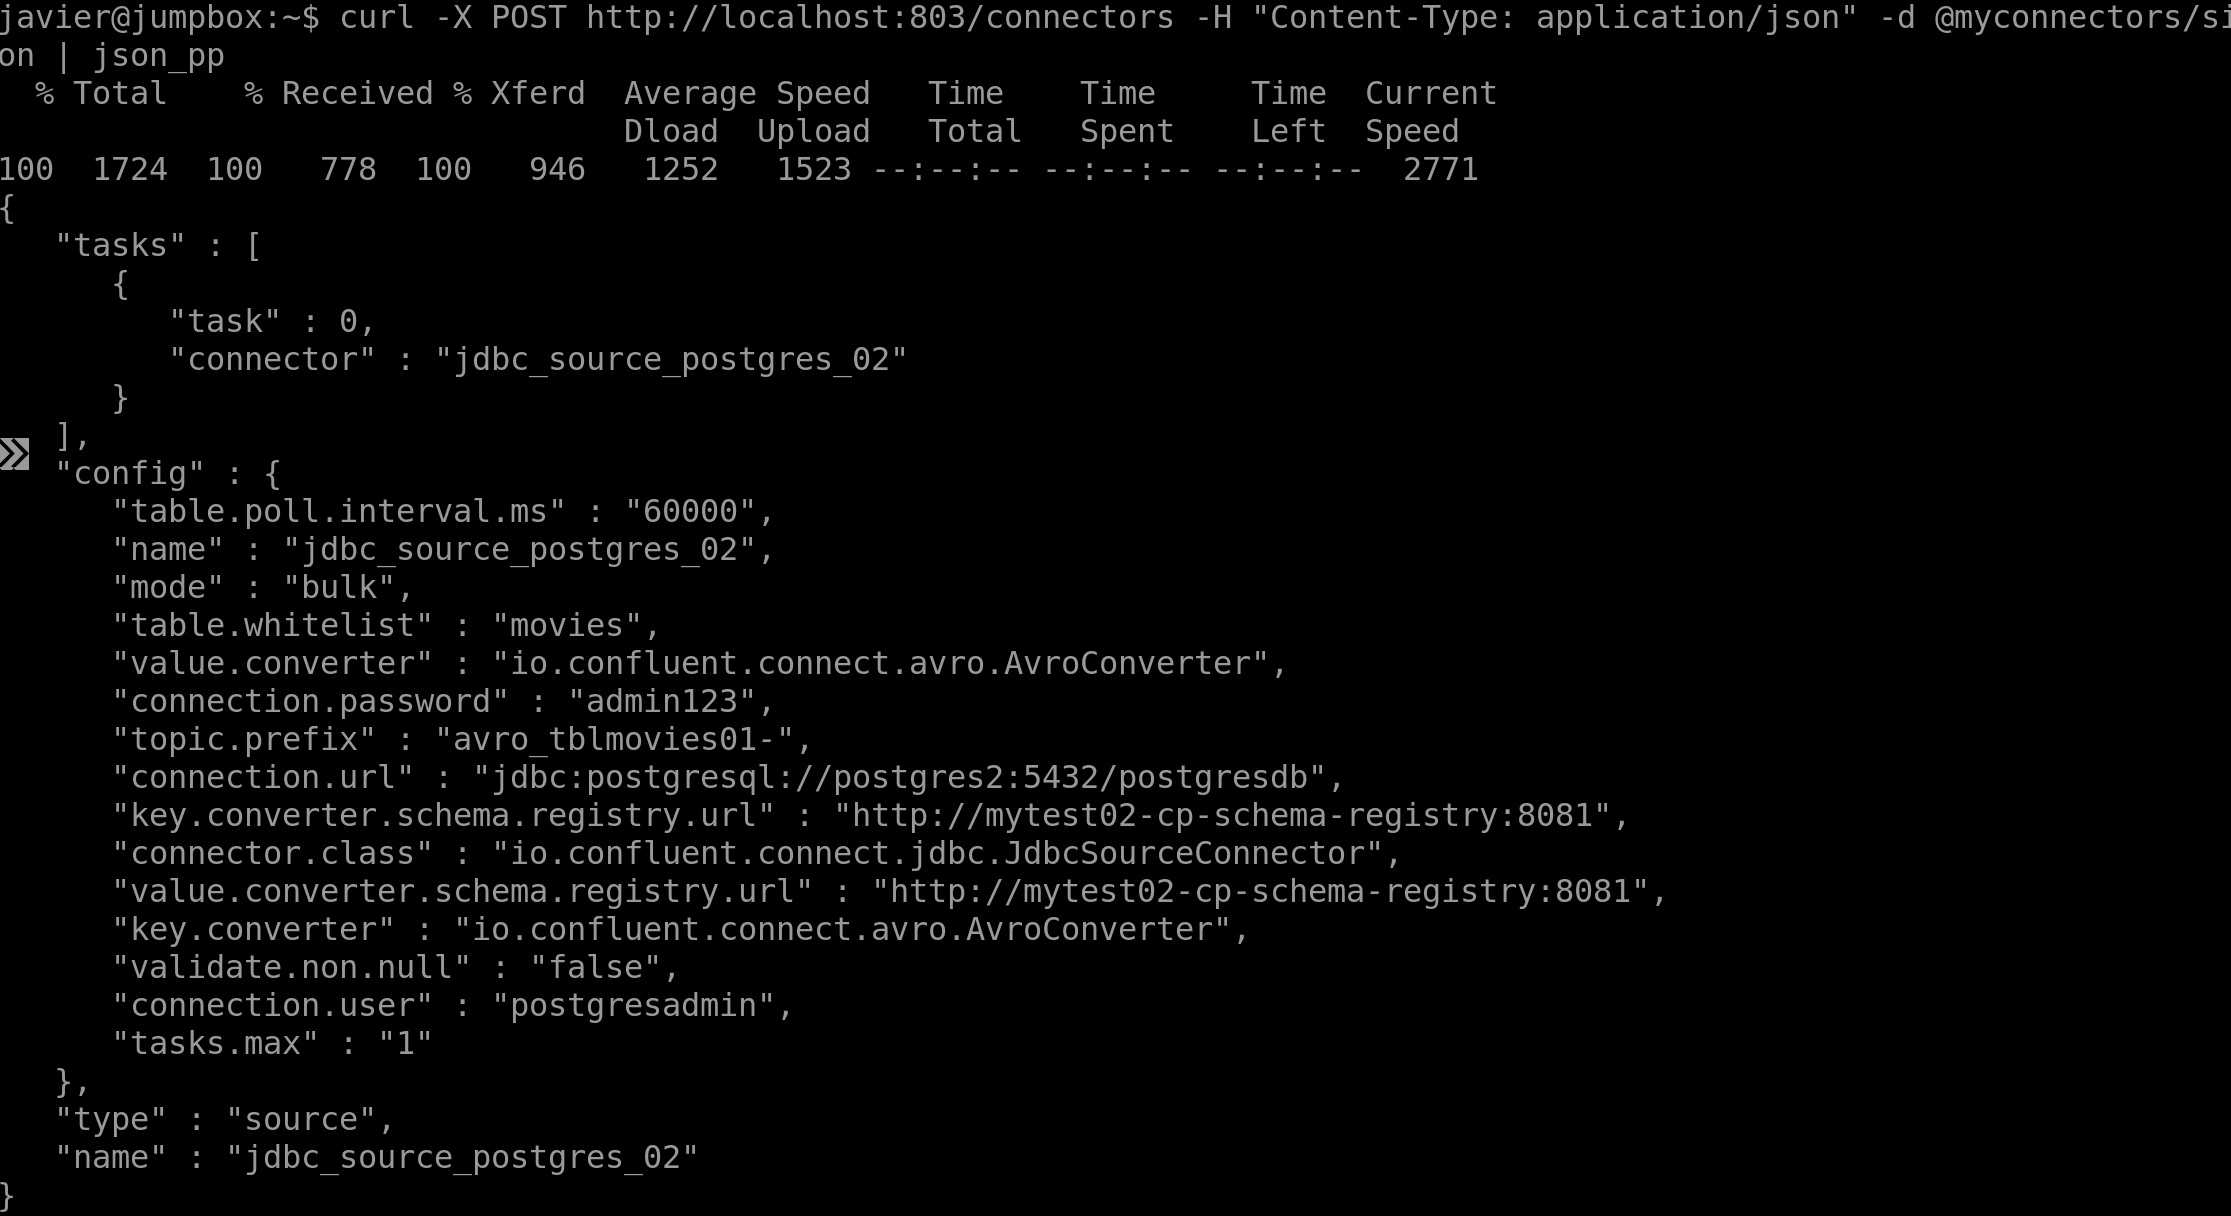 javier@jumpbox:~$ curl -X POST http://localhost:803/connectors -H "Content-Type: application/json" -d @myconnectors/si
on | json_pp
  % Total    % Received % Xferd  Average Speed   Time    Time     Time  Current
                                 Dload  Upload   Total   Spent    Left  Speed
100  1724  100   778  100   946   1252   1523 --:--:-- --:--:-- --:--:--  2771
{
   "tasks" : [
      {
         "task" : 0,
         "connector" : "jdbc_source_postgres_02"
      }
   ],
   "config" : {
      "table.poll.interval.ms" : "60000",
      "name" : "jdbc_source_postgres_02",
      "mode" : "bulk",
      "table.whitelist" : "movies",
      "value.converter" : "io.confluent.connect.avro.AvroConverter",
      "connection.password" : "admin123",
      "topic.prefix" : "avro_tblmovies01-",
      "connection.url" : "jdbc:postgresql://postgres2:5432/postgresdb",
      "key.converter.schema.registry.url" : "http://mytest02-cp-schema-registry:8081",
      "connector.class" : "io.confluent.connect.jdbc.JdbcSourceConnector",
      "value.converter.schema.registry.url" : "http://mytest02-cp-schema-registry:8081",
      "key.converter" : "io.confluent.connect.avro.AvroConverter",
      "validate.non.null" : "false",
      "connection.user" : "postgresadmin",
      "tasks.max" : "1"
   },
   "type" : "source",
   "name" : "jdbc_source_postgres_02"
}